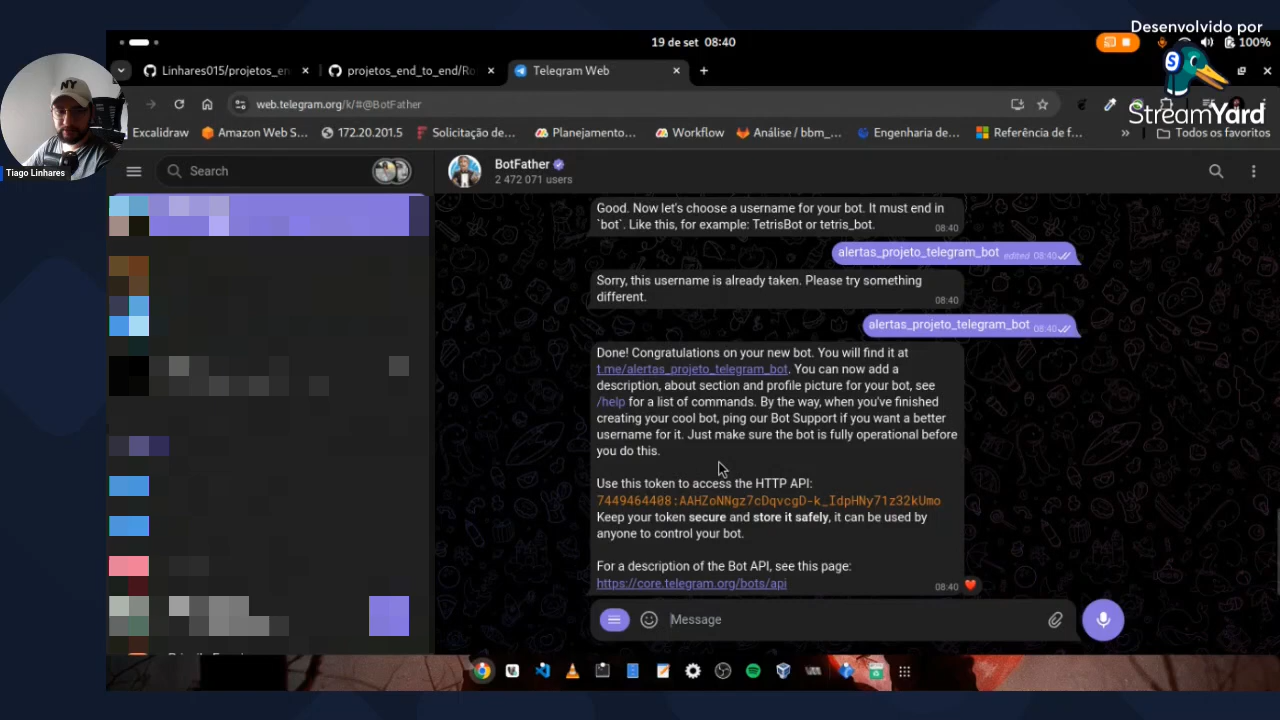 Desenvolvido por
StreamYard
19 de set 08:40
100%
Linhares015/projetos_en
projetos_end_to_end/Ro
Telegram Web
web.telegram.org/k/#@BotFather
Excalidraw
Amazon Web S...
172.20.201.5
Solicitação de...
Planejamento...
Workflow
Análise / bbm_...
Engenharia de...
Referência de f...
Todos os favoritos
Tiago Linhares
NY
Search
BotFather
2 472 071 users
Good. Now let's choose a username for your bot. It must end in
`bot`. Like this, for example: TetrisBot or tetris_bot.
08:40
alertas_projeto_telegram_bot edited 08:40
Sorry, this username is already taken. Please try something
different.
08:40
alertas_projeto_telegram_bot 08:40
Done! Congratulations on your new bot. You will find it at
t.me/alertas_projeto_telegram_bot. You can now add a
description, about section and profile picture for your bot, see
/help for a list of commands. By the way, when you've finished
creating your cool bot, ping our Bot Support if you want a better
username for it. Just make sure the bot is fully operational before
you do this.
Use this token to access the HTTP API:
7449464408:AAHZoNNgz7cDqvcgD-k_IdpHNy71z32kUmo
Keep your token secure and store it safely, it can be used by
anyone to control your bot.
For a description of the Bot API, see this page:
https://core.telegram.org/bots/api
08:40
Message